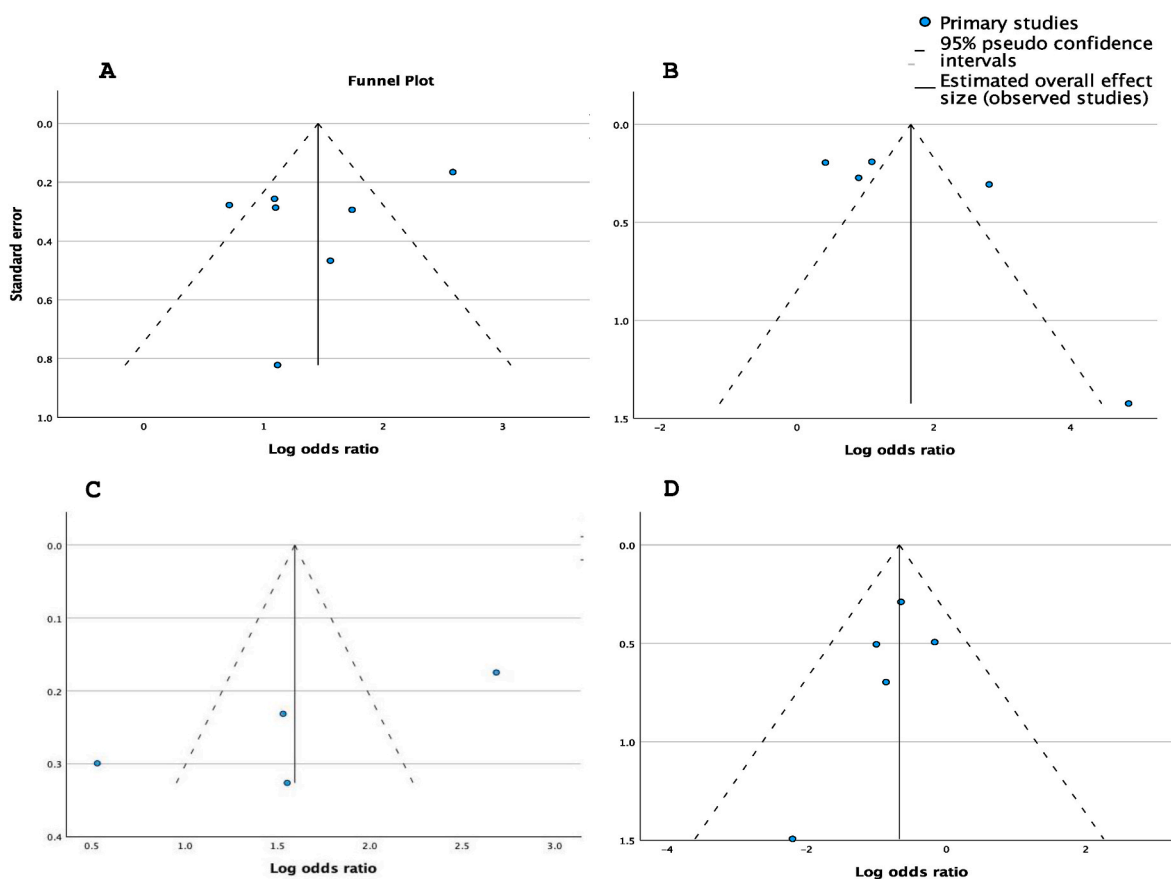 Primary studies
95% pseudo confidence
intervals
Estimated overall effect
size (observed studies)
A
Funnel Plot
Standard error
0.0
0.2
0.4
0.6
0.8
1.0
0
1
2
3
Log odds ratio
B
0.0
0.5
1.0
1.5
-2
0
2
4
Log odds ratio
C
0.0
0.1
0.2
0.3
0.4
0.5
1.0
1.5
2.0
2.5
3.0
Log odds ratio
D
0.0
0.5
1.0
1.5
-4
-2
0
2
Log odds ratio